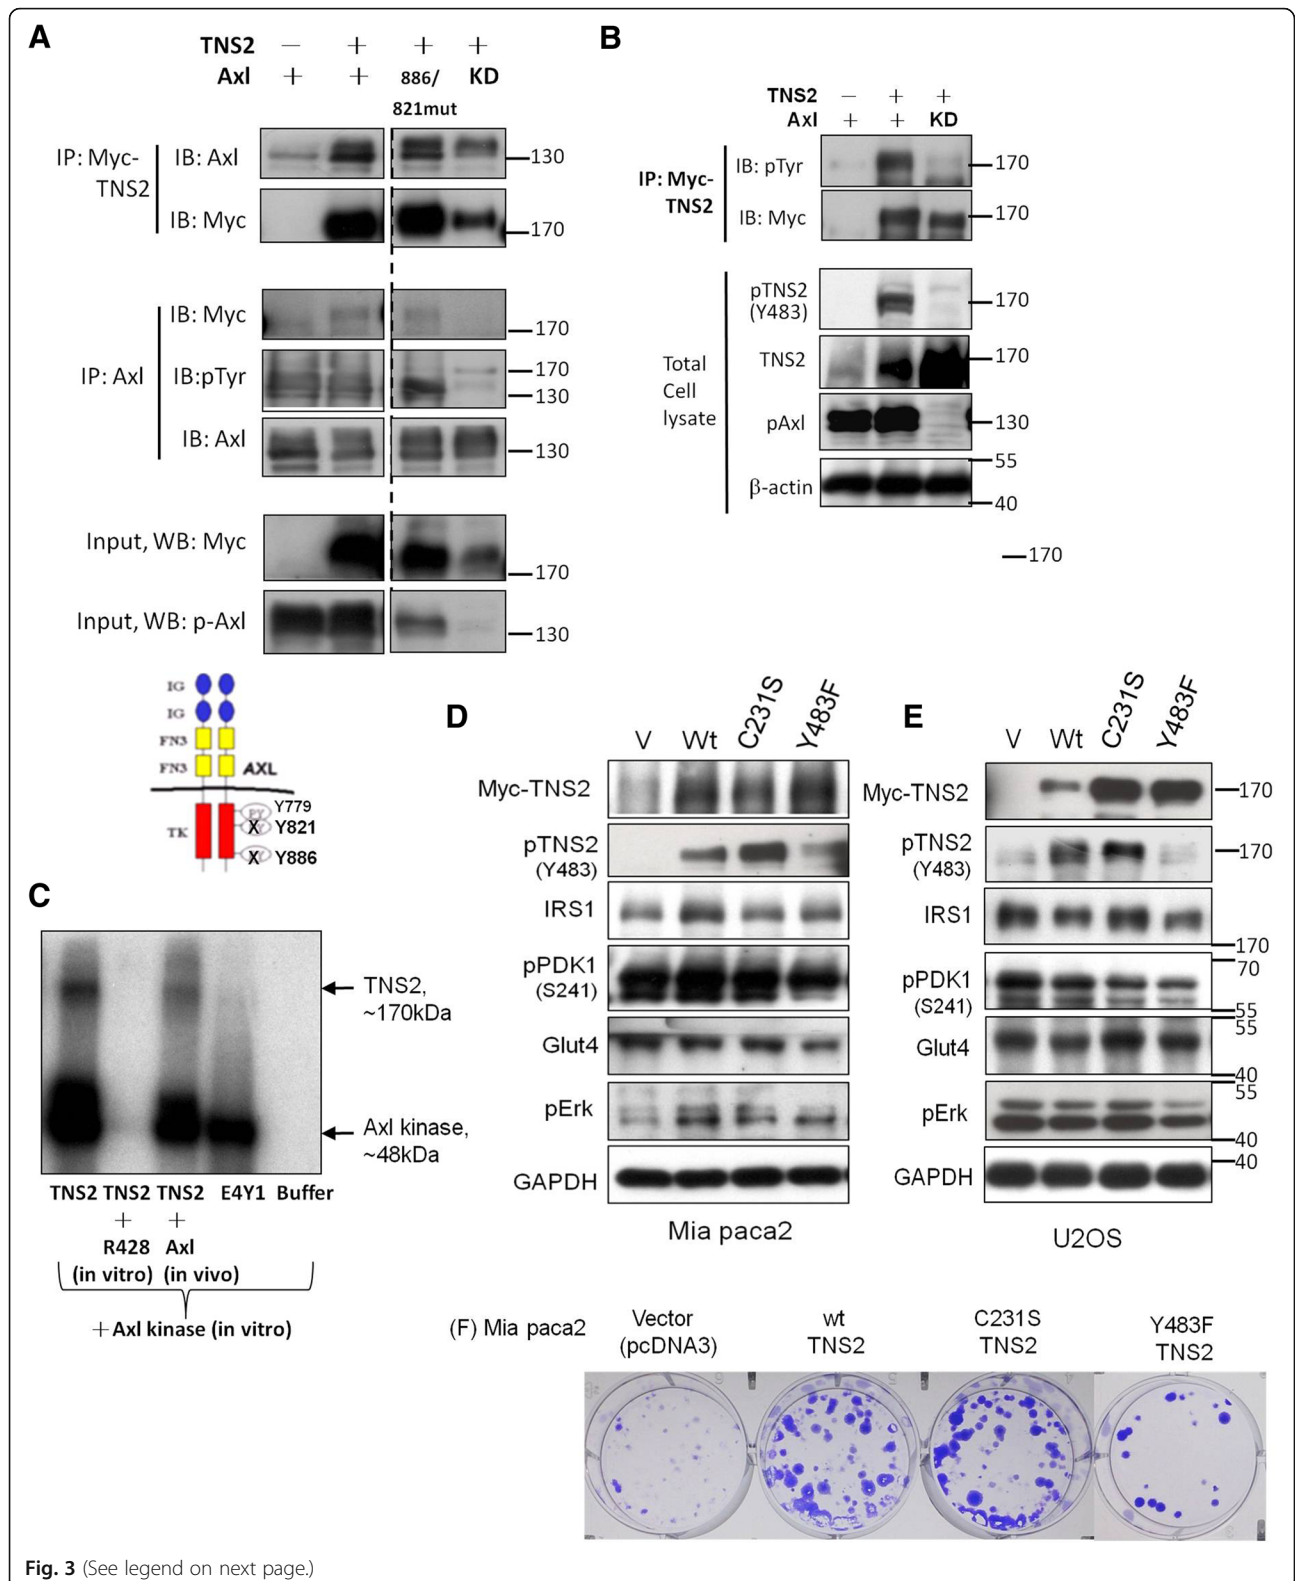 A
TNS2 — + + +
Axl + + 886/ KD
821mut
IP: Myc-
TNS2
IB: Axl
130
IB: Myc
170
IP: Axl
IB: Myc
170
IB:pTyr
170
130
IB: Axl
130
Input, WB: Myc
170
Input, WB: p-Axl
130
IG
IG
FN3
FN3
AXL
TK
Y779
X Y821
X Y886
B
TNS2 — + +
Axl + + KD
IP: Myc-
TNS2
IB: pTyr
170
IB: Myc
170
Total
Cell
lysate
pTNS2
(Y483)
170
TNS2
170
pAxl
130
55
β-actin
40
170
C
TNS2,
~170kDa
Axl kinase,
~48kDa
TNS2 TNS2 TNS2 E4Y1 Buffer
+ +
R428 Axl
(in vitro) (in vivo)
+Axl kinase (in vitro)
D
V Wt C231S Y483F
Myc-TNS2
pTNS2
(Y483)
IRS1
pPDK1
(S241)
Glut4
pErk
GAPDH
Mia paca2
E
V Wt C231S Y483F
Myc-TNS2
170
pTNS2
(Y483)
170
IRS1
170
70
pPDK1
(S241)
55
55
Glut4
40
55
pErk
40
40
GAPDH
U2OS
(F) Mia paca2
Vector
(pcDNA3)
wt
TNS2
C231S
TNS2
Y483F
TNS2
Fig. 3 (See legend on next page.)